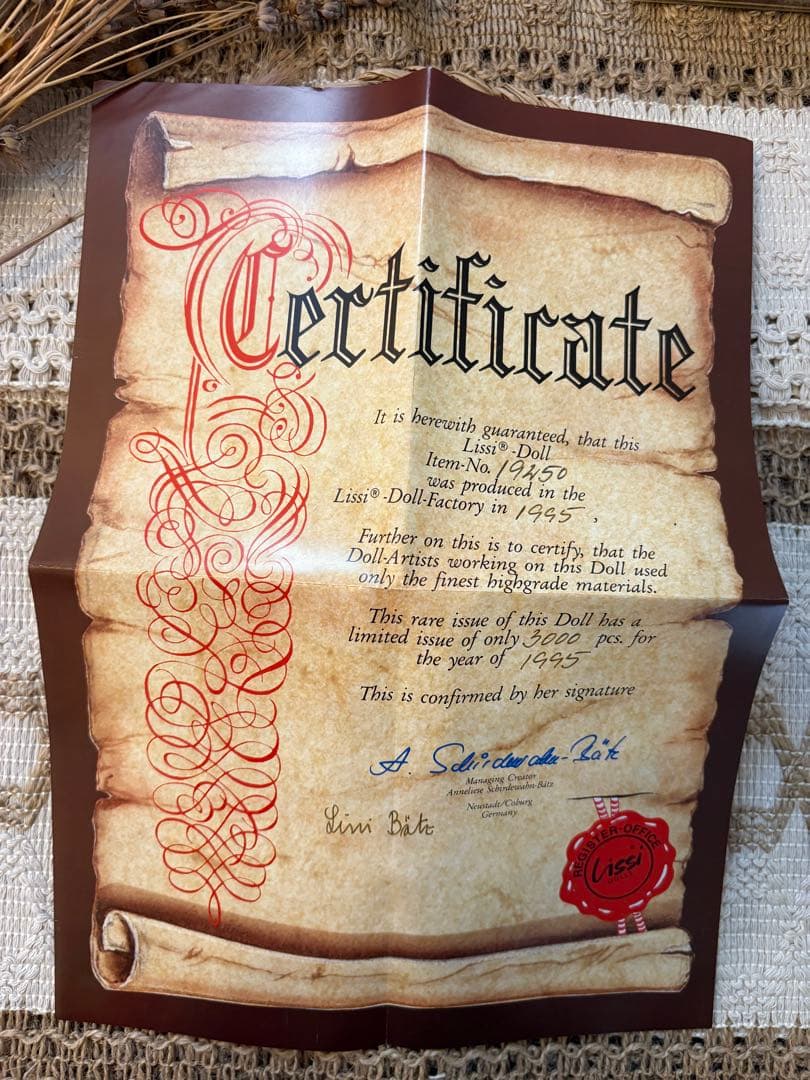 Certificate
It is herewith guaranteed, that this
Lissi®-Doll
Item-No. 19450
was produced in the
Lissi®-Doll-Factory in 1995,
Further on this is to certify, that the
Doll-Artists working on this Doll used
only the finest highgrade materials.
This rare issue of this Doll has a
limited issue of only 3000 pcs. for
the year of 1995
This is confirmed by her signature
A. Schirdewahn-Bätz
Managing Creator
Anneliese Schirdewahn-Bätz
Neustadt/Coburg
Germany
Bätz
REGISTER-OFFICE
Lissi